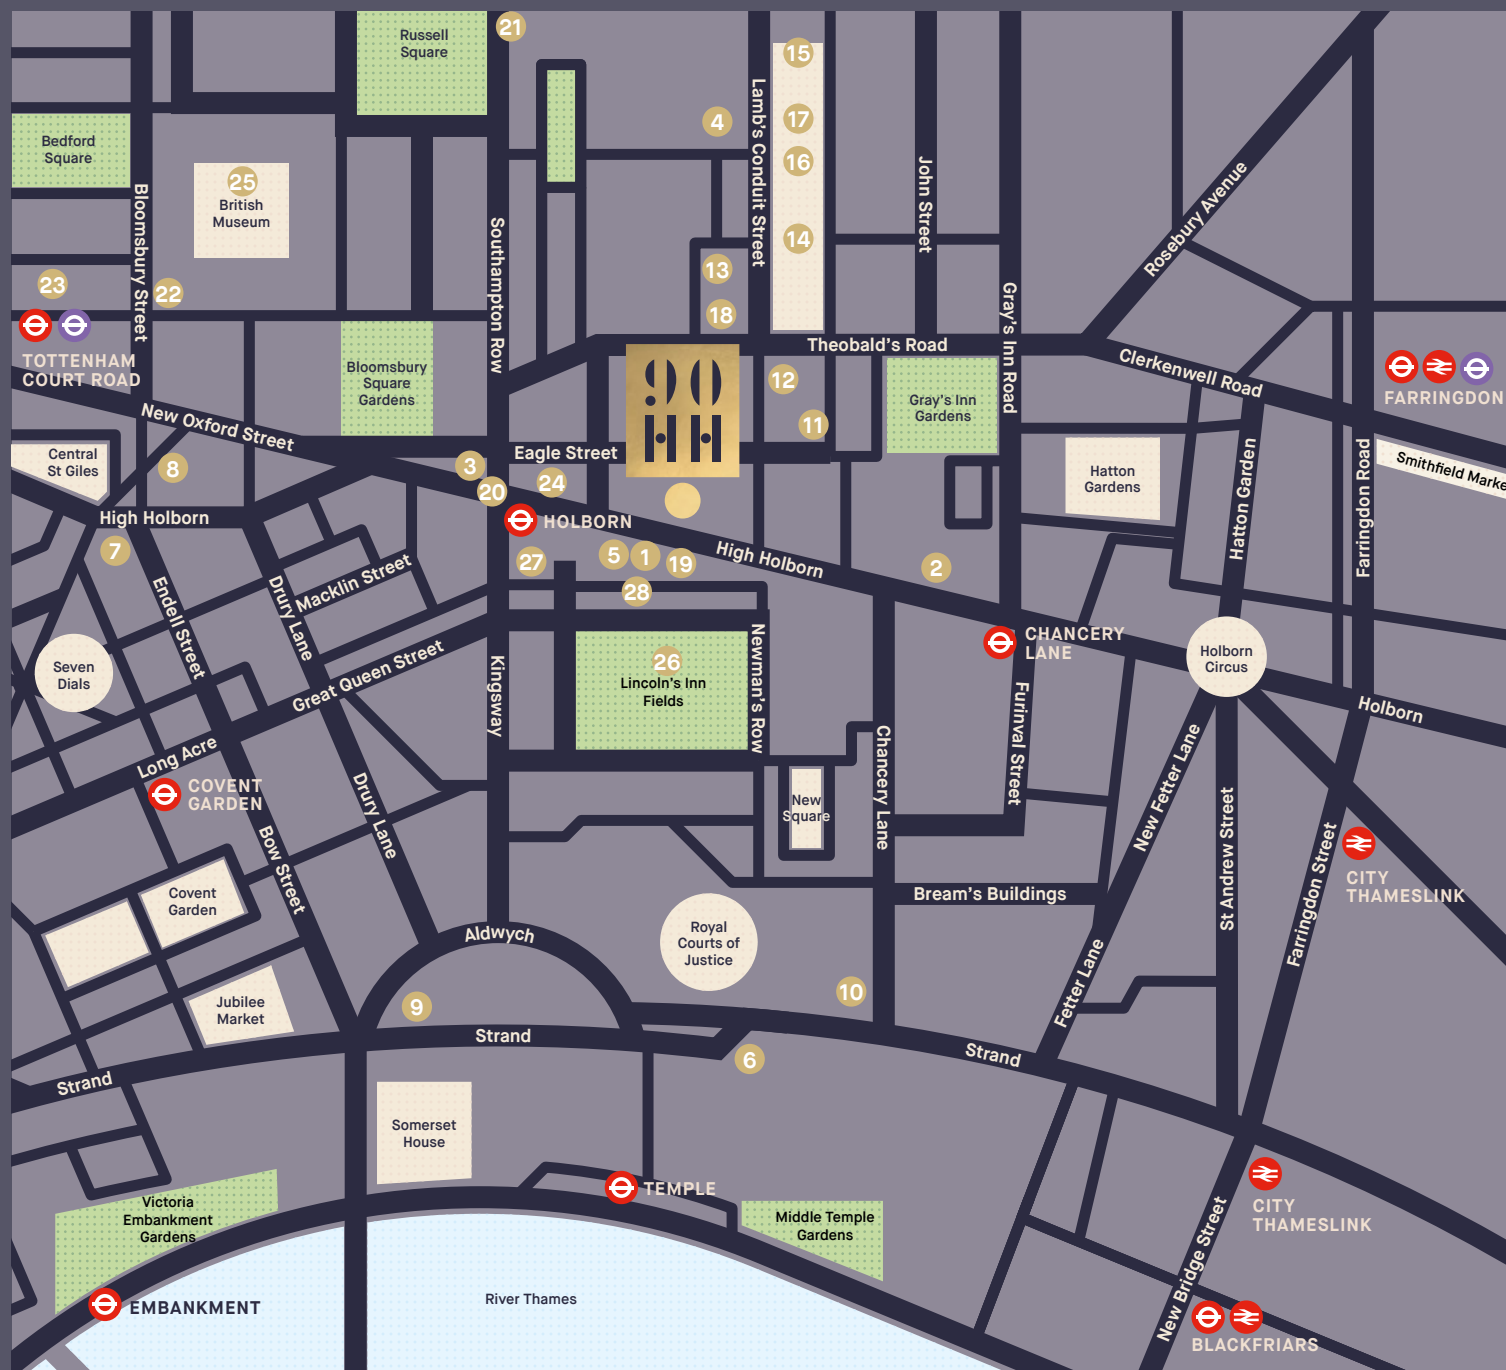 21
Russell
Square
15
4
17
Bedford
Square
16
25
British
Museum
Bloomsbury Street
Southampton Row
Lamb's Conduit Street
John Street
Rosebury Avenue
14
13
18
23
22
TOTTENHAM
COURT ROAD
Theobald's Road
Gray's Inn Road
Clerkenwell Road
FARRINGDON
Bloomsbury
Square
Gardens
90
HH
12
11
Gray's Inn
Gardens
New Oxford Street
Eagle Street
Central
St Giles
8
3
20
24
Hatton
Gardens
Hatton Garden
Farringdon Road
Smithfield Marke
High Holborn
HOLBORN
7
27
5
1
19
28
High Holborn
2
Endell Street
Drury Lane
Macklin Street
CHANCERY
LANE
Holborn
Circus
Seven
Dials
Great Queen Street
Kingsway
26
Lincoln's Inn
Fields
Newman's Row
Furinval Street
Holborn
Long Acre
COVENT
GARDEN
Chancery Lane
New Fetter Lane
St Andrew Street
New
Square
Drury Lane
Bow Street
CITY
THAMESLINK
Farringdon Street
Covent
Garden
Bream's Buildings
Aldwych
Royal
Courts of
Justice
Fetter Lane
Jubilee
Market
9
10
Strand
Strand
6
Strand
Somerset
House
TEMPLE
CITY
THAMESLINK
Victoria
Embankment
Gardens
Middle Temple
Gardens
New Bridge Street
EMBANKMENT
River Thames
BLACKFRIARS